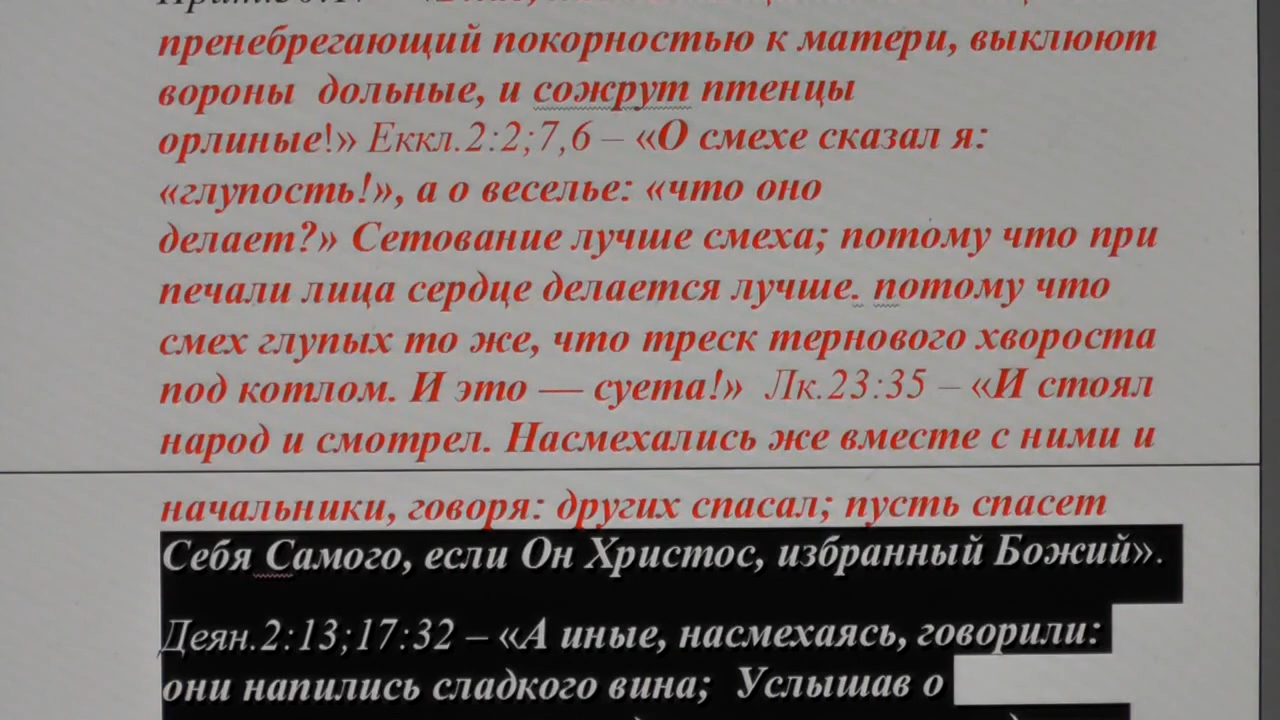 пренебрегающий покорностью к матери, выклюют
вороны дольные, и сожрут птенцы
орлиные!» Еккл.2:2;7,6 – «О смехе сказал я:
«глупость!», а о веселье: «что оно
делает?» Сетование лучше смеха; потому что при
печали лица сердце делается лучше. потому что
смех глупых то же, что треск тернового хвороста
под котлом. И это — суета!» Лк.23:35 – «И стоял
народ и смотрел. Насмехались же вместе с ними и
начальники, говоря: других спасал; пусть спасет
Себя Самого, если Он Христос, избранный Божий».
Деян.2:13;17:32 – «А иные, насмехаясь, говорили:
они напились сладкого вина; Услышав о